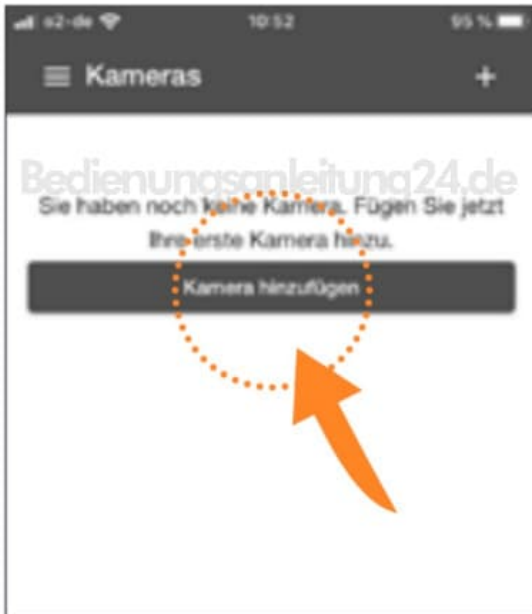 o2-de 10:52 95 %
Kameras +
Bedienungsanleitung24.de
Sie haben noch keine Kamera. Fügen Sie jetzt
Ihre erste Kamera hinzu.
Kamera hinzufügen